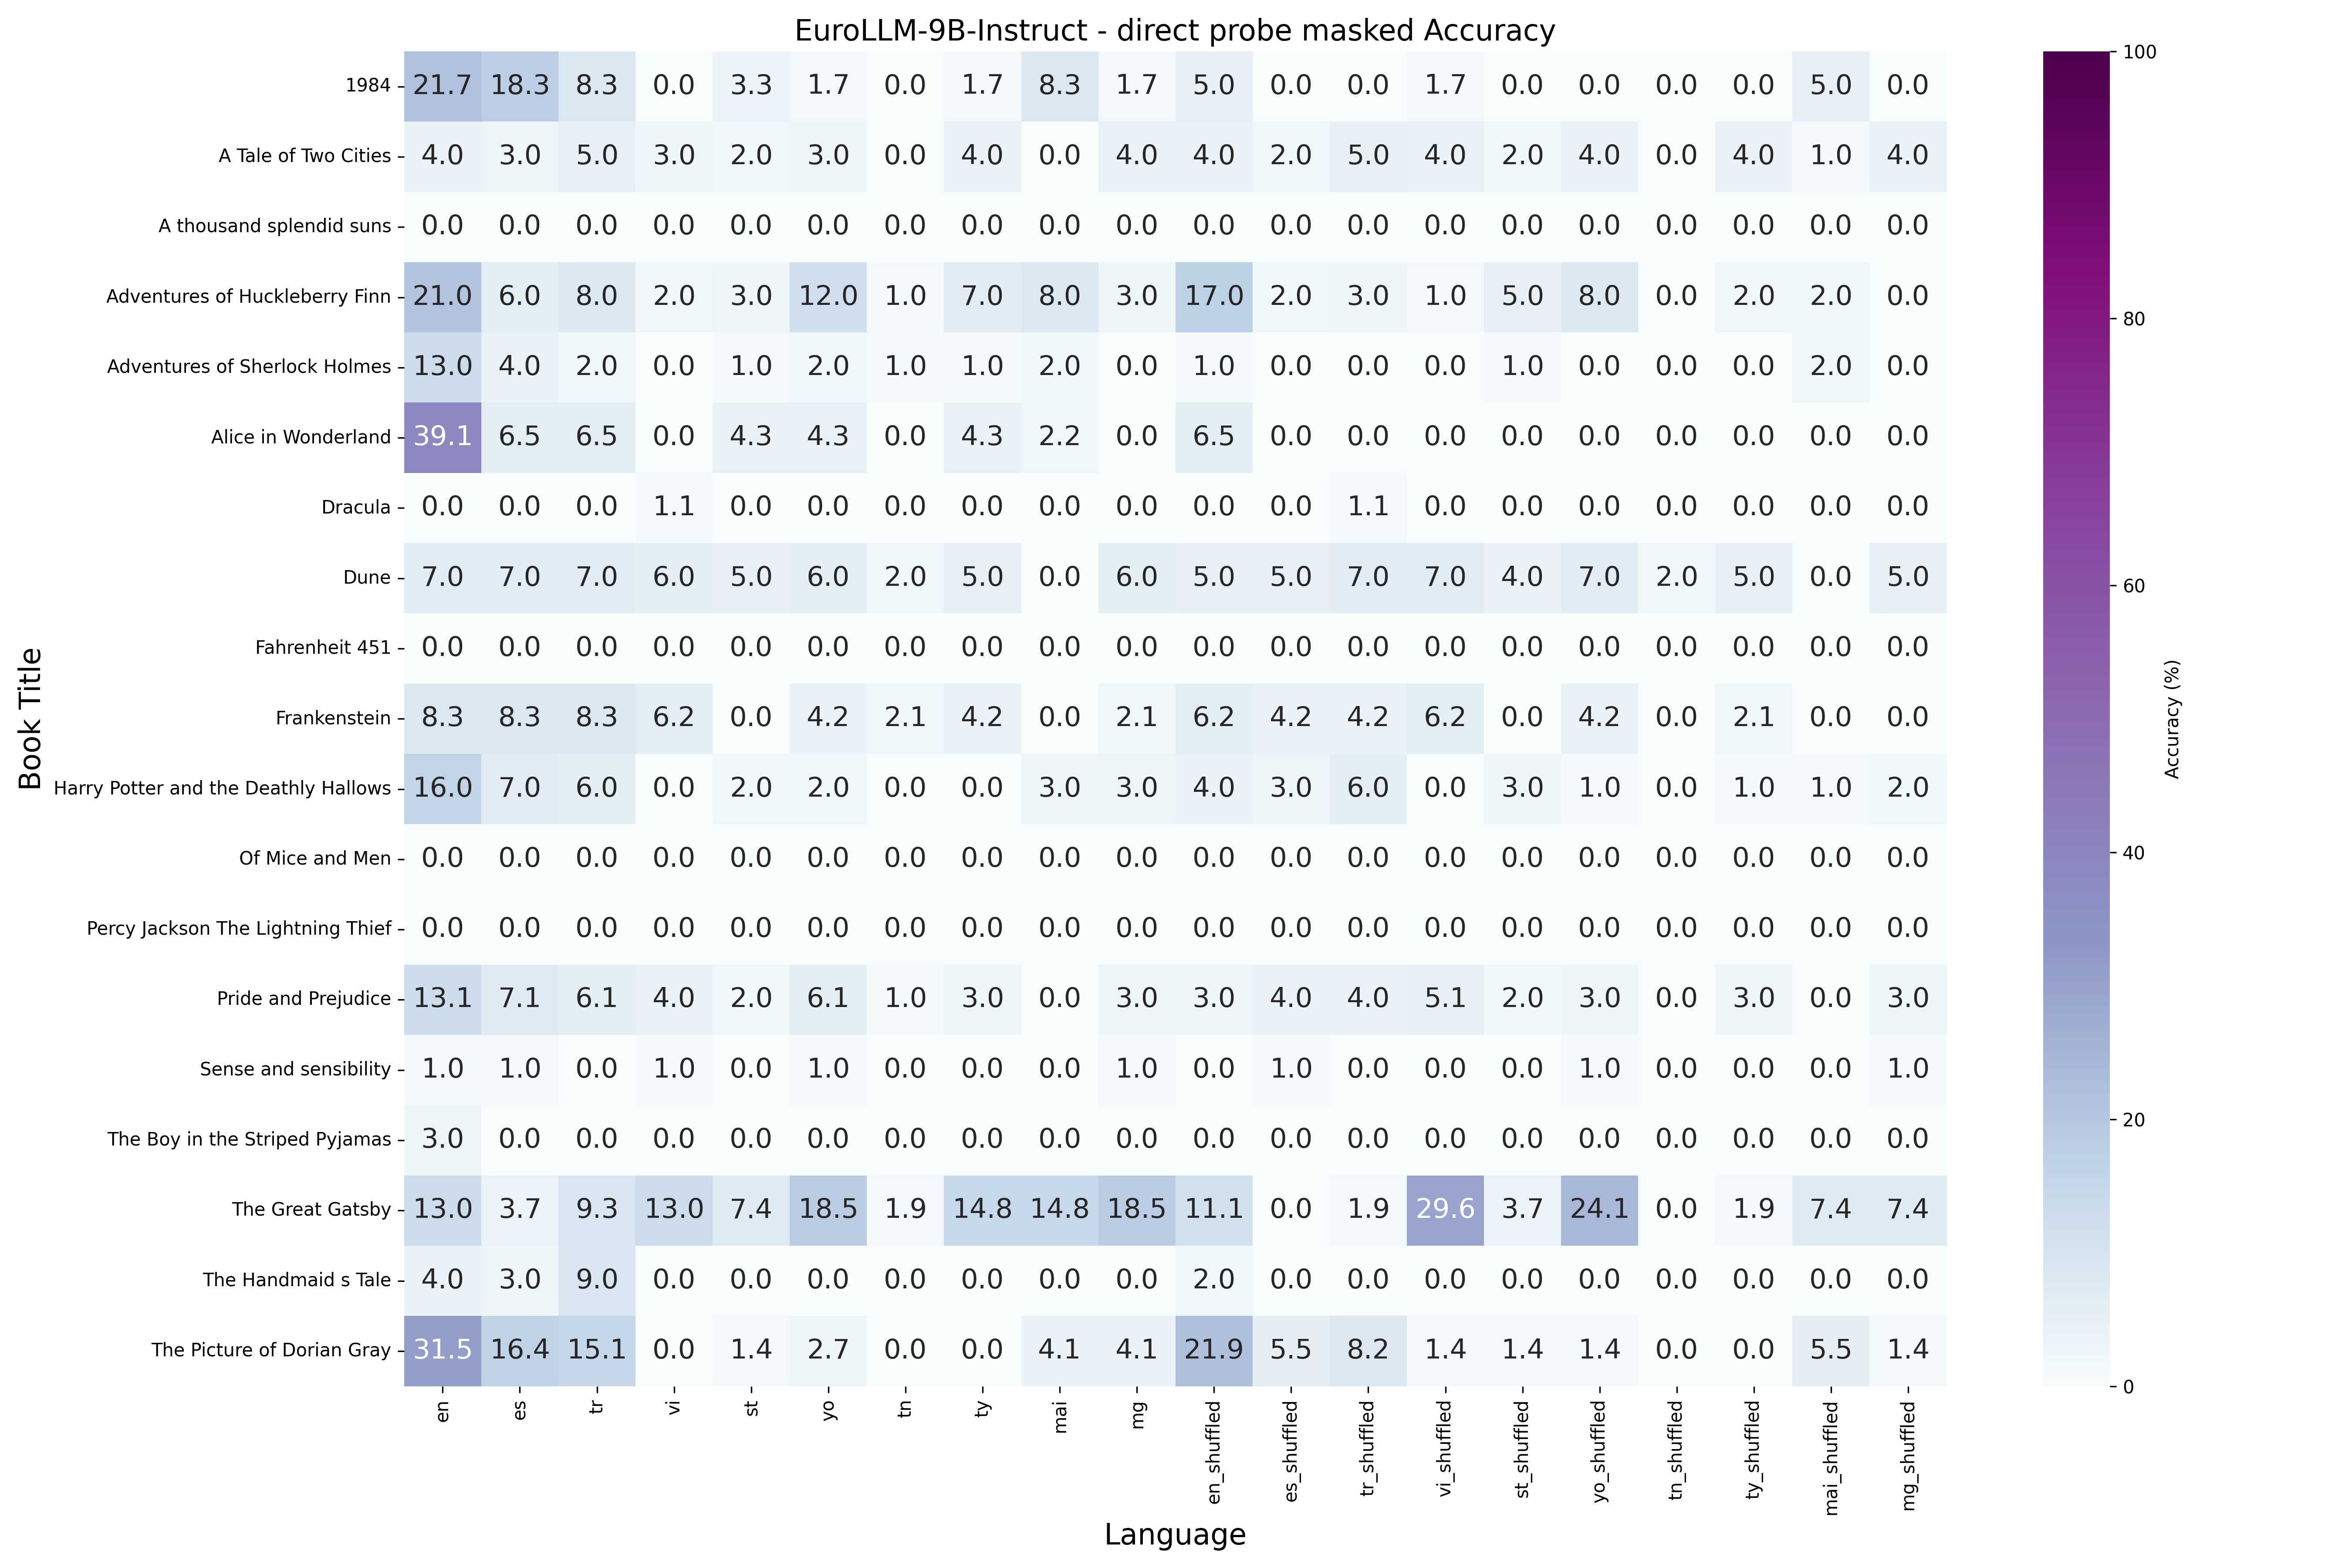 EuroLLM-9B-Instruct - direct probe masked Accuracy
Book Title
1984 21.7 18.3 8.3 0.0 3.3 1.7 0.0 1.7 8.3 1.7 5.0 0.0 0.0 1.7 0.0 0.0 0.0 0.0 5.0 0.0
A Tale of Two Cities 4.0 3.0 5.0 3.0 2.0 3.0 0.0 4.0 0.0 4.0 4.0 2.0 5.0 4.0 2.0 4.0 0.0 4.0 1.0 4.0
A thousand splendid suns 0.0 0.0 0.0 0.0 0.0 0.0 0.0 0.0 0.0 0.0 0.0 0.0 0.0 0.0 0.0 0.0 0.0 0.0 0.0 0.0
Adventures of Huckleberry Finn 21.0 6.0 8.0 2.0 3.0 12.0 1.0 7.0 8.0 3.0 17.0 2.0 3.0 1.0 5.0 8.0 0.0 2.0 2.0 0.0
Adventures of Sherlock Holmes 13.0 4.0 2.0 0.0 1.0 2.0 1.0 1.0 2.0 0.0 1.0 0.0 0.0 0.0 1.0 0.0 0.0 0.0 2.0 0.0
Alice in Wonderland 39.1 6.5 6.5 0.0 4.3 4.3 0.0 4.3 2.2 0.0 6.5 0.0 0.0 0.0 0.0 0.0 0.0 0.0 0.0 0.0
Dracula 0.0 0.0 0.0 1.1 0.0 0.0 0.0 0.0 0.0 0.0 0.0 0.0 1.1 0.0 0.0 0.0 0.0 0.0 0.0 0.0
Dune 7.0 7.0 7.0 6.0 5.0 6.0 2.0 5.0 0.0 6.0 5.0 5.0 7.0 7.0 4.0 7.0 2.0 5.0 0.0 5.0
Fahrenheit 451 0.0 0.0 0.0 0.0 0.0 0.0 0.0 0.0 0.0 0.0 0.0 0.0 0.0 0.0 0.0 0.0 0.0 0.0 0.0 0.0
Frankenstein 8.3 8.3 8.3 6.2 0.0 4.2 2.1 4.2 0.0 2.1 6.2 4.2 4.2 6.2 0.0 4.2 0.0 2.1 0.0 0.0
Harry Potter and the Deathly Hallows 16.0 7.0 6.0 0.0 2.0 2.0 0.0 0.0 3.0 3.0 4.0 3.0 6.0 0.0 3.0 1.0 0.0 1.0 1.0 2.0
Of Mice and Men 0.0 0.0 0.0 0.0 0.0 0.0 0.0 0.0 0.0 0.0 0.0 0.0 0.0 0.0 0.0 0.0 0.0 0.0 0.0 0.0
Percy Jackson The Lightning Thief 0.0 0.0 0.0 0.0 0.0 0.0 0.0 0.0 0.0 0.0 0.0 0.0 0.0 0.0 0.0 0.0 0.0 0.0 0.0 0.0
Pride and Prejudice 13.1 7.1 6.1 4.0 2.0 6.1 1.0 3.0 0.0 3.0 3.0 4.0 4.0 5.1 2.0 3.0 0.0 3.0 0.0 3.0
Sense and sensibility 1.0 1.0 0.0 1.0 0.0 1.0 0.0 0.0 0.0 1.0 0.0 1.0 0.0 0.0 0.0 1.0 0.0 0.0 0.0 1.0
The Boy in the Striped Pyjamas 3.0 0.0 0.0 0.0 0.0 0.0 0.0 0.0 0.0 0.0 0.0 0.0 0.0 0.0 0.0 0.0 0.0 0.0 0.0 0.0
The Great Gatsby 13.0 3.7 9.3 13.0 7.4 18.5 1.9 14.8 14.8 18.5 11.1 0.0 1.9 29.6 3.7 24.1 0.0 1.9 7.4 7.4
The Handmaid s Tale 4.0 3.0 9.0 0.0 0.0 0.0 0.0 0.0 0.0 0.0 2.0 0.0 0.0 0.0 0.0 0.0 0.0 0.0 0.0 0.0
The Picture of Dorian Gray 31.5 16.4 15.1 0.0 1.4 2.7 0.0 0.0 4.1 4.1 21.9 5.5 8.2 1.4 1.4 1.4 0.0 0.0 5.5 1.4
en es tr vi st yo tn ty mai mg en_shuffled es_shuffled tr_shuffled vi_shuffled st_shuffled yo_shuffled tn_shuffled ty_shuffled mai_shuffled mg_shuffled
Language
100
80
60
40
20
0
Accuracy (%)